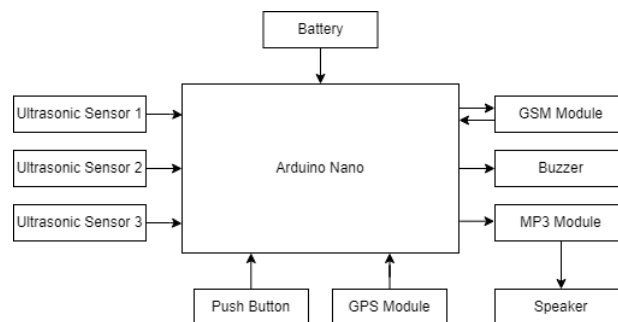 Battery
Ultrasonic Sensor 1
GSM Module
Ultrasonic Sensor 2
Arduino Nano
Buzzer
Ultrasonic Sensor 3
MP3 Module
Push Button
GPS Module
Speaker